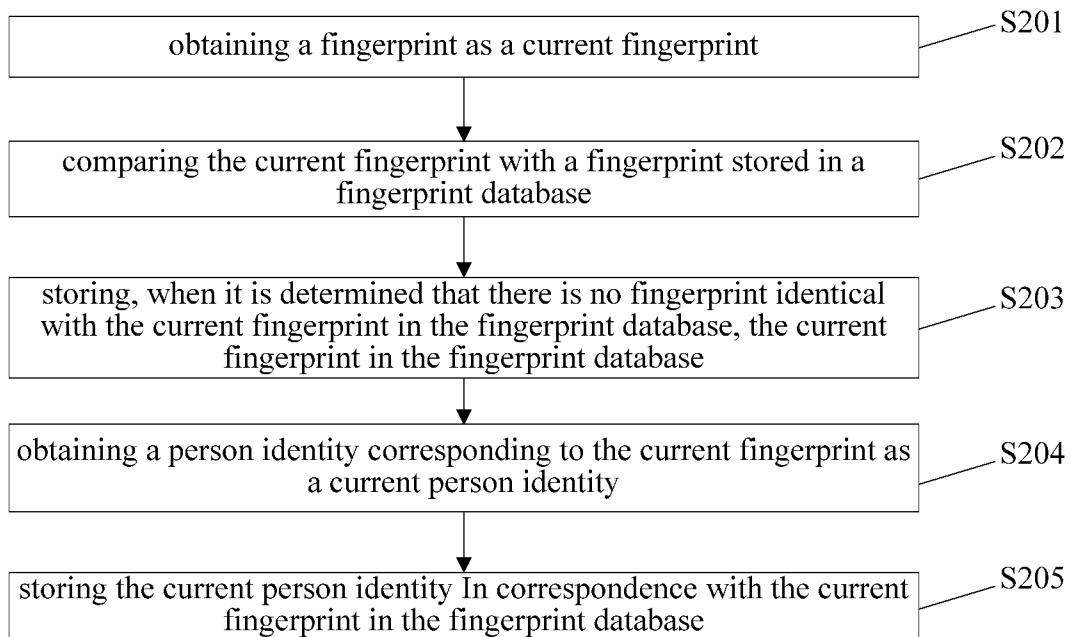 obtaining a fingerprint as a current fingerprint
S201
comparing the current fingerprint with a fingerprint stored in a
fingerprint database
S202
storing, when it is determined that there is no fingerprint identical
with the current fingerprint in the fingerprint database, the current
fingerprint in the fingerprint database
S203
obtaining a person identity corresponding to the current fingerprint as
a current person identity
S204
storing the current person identity In correspondence with the current
fingerprint in the fingerprint database
S205